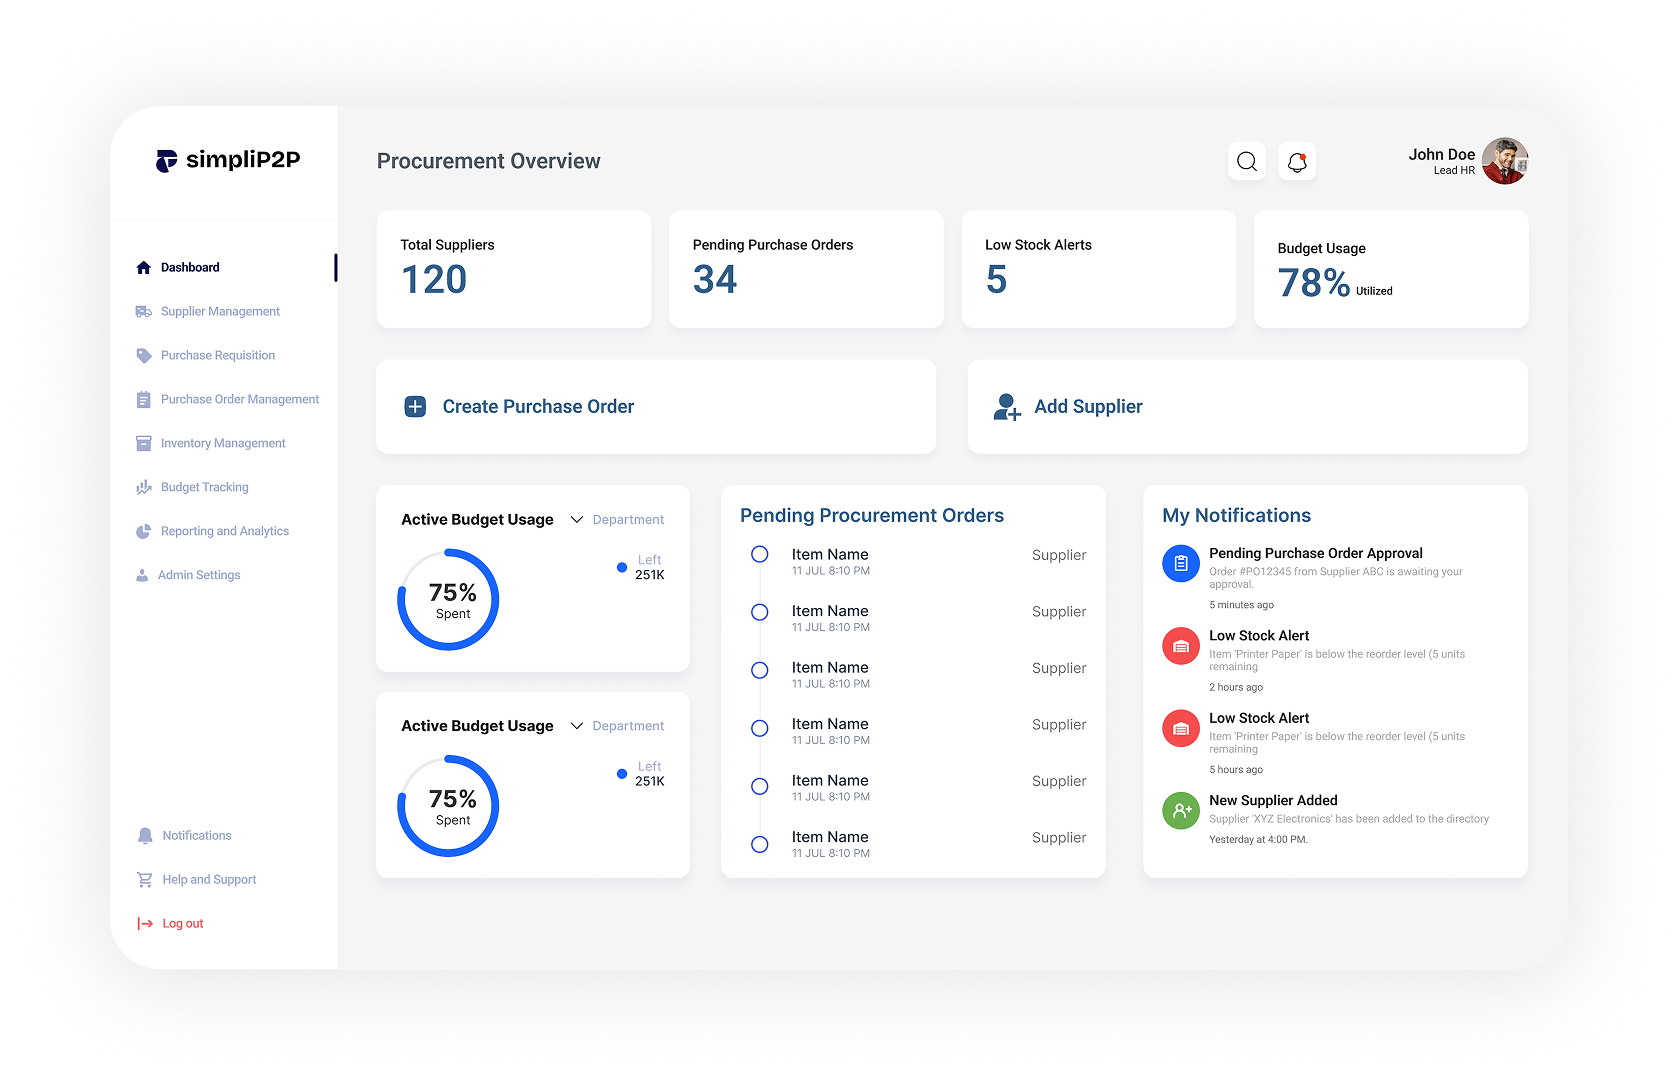 simpliP2P
Dashboard
Supplier Management
Purchase Requisition
Purchase Order Management
Inventory Management
Budget Tracking
Reporting and Analytics
Admin Settings
Notifications
Help and Support
Log out
Procurement Overview
John Doe
Lead HR
Total Suppliers
120
Pending Purchase Orders
34
Low Stock Alerts
5
Budget Usage
78% Utilized
Create Purchase Order
Add Supplier
Active Budget Usage Department
75%
Spent
Left
251K
Active Budget Usage Department
75%
Spent
Left
251K
Pending Procurement Orders
Item Name Supplier
11 JUL 8:10 PM
Item Name Supplier
11 JUL 8:10 PM
Item Name Supplier
11 JUL 8:10 PM
Item Name Supplier
11 JUL 8:10 PM
Item Name Supplier
11 JUL 8:10 PM
Item Name Supplier
11 JUL 8:10 PM
My Notifications
Pending Purchase Order Approval
Order #PO12345 from Supplier ABC is awaiting your
approval.
5 minutes ago
Low Stock Alert
Item 'Printer Paper' is below the reorder level (5 units
remaining
2 hours ago
Low Stock Alert
Item 'Printer Paper' is below the reorder level (5 units
remaining
5 hours ago
New Supplier Added
Supplier 'XYZ Electronics' has been added to the directory
Yesterday at 4:00 PM.